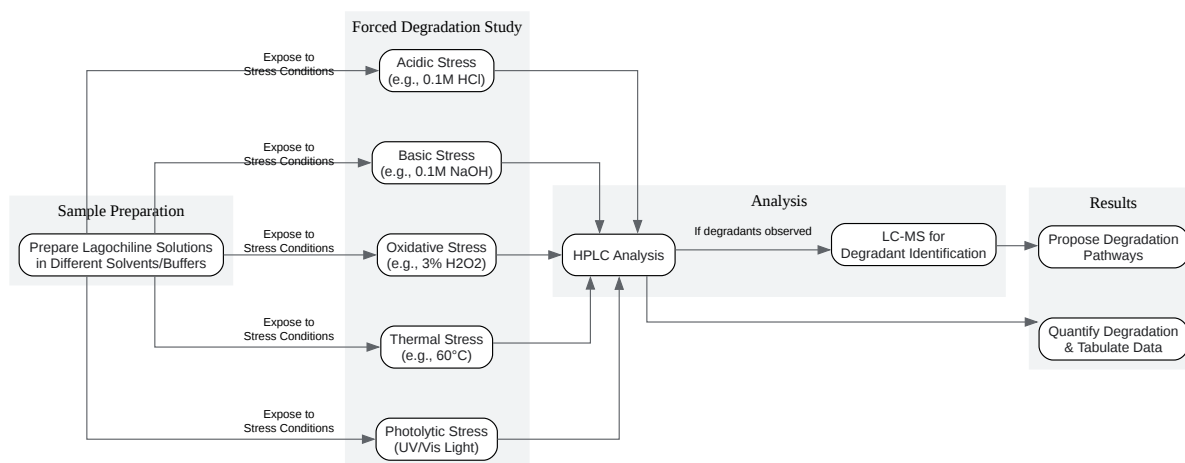 Forced Degradation Study
Expose to
Stress Conditions
Acidic Stress
(e.g., 0.1M HCl)
Expose to
Stress Conditions
Basic Stress
(e.g., 0.1M NaOH)
Sample Preparation
Prepare Lagochiline Solutions
in Different Solvents/Buffers
Expose to
Stress Conditions
Oxidative Stress
(e.g., 3% H2O2)
Expose to
Stress Conditions
Thermal Stress
(e.g., 60°C)
Expose to
Stress Conditions
Photolytic Stress
(UV/Vis Light)
Analysis
HPLC Analysis
If degradants observed
LC-MS for
Degradant Identification
Results
Propose Degradation
Pathways
Quantify Degradation
& Tabulate Data